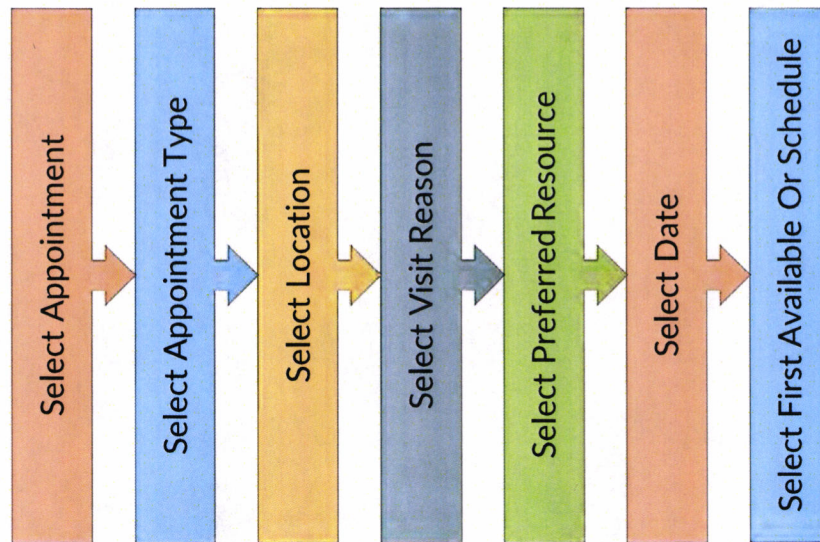 Select Appointment
Select Appointment Type
Select Location
Select Visit Reason
Select Preferred Resource
Select Date
Select First Available Or Schedule